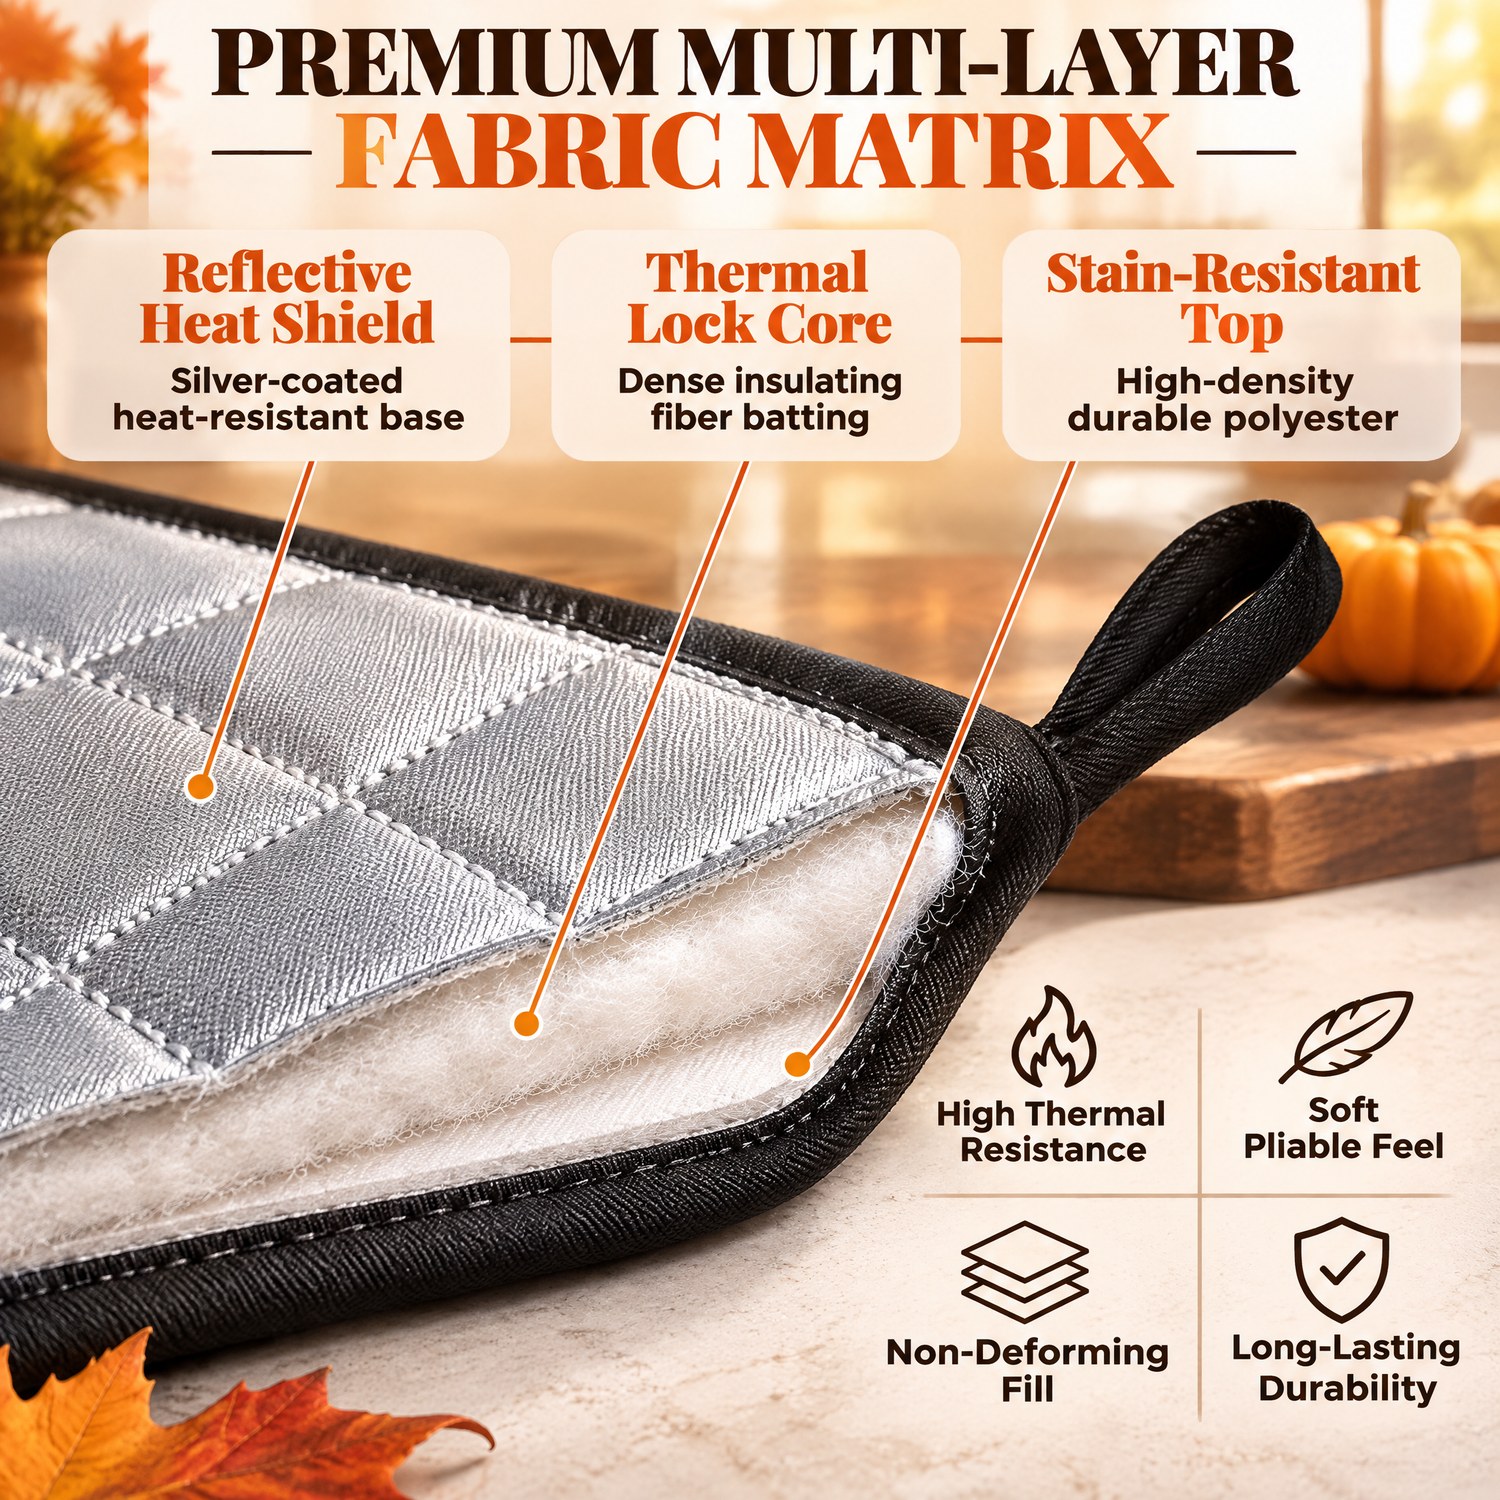 PREMIUM MULTI-LAYER
FABRIC MATRIX
Reflective
Heat Shield
Silver-coated
heat-resistant base
Thermal
Lock Core
Dense insulating
fiber batting
Stain-Resistant
Top
High-density
durable polyester
High Thermal
Resistance
Soft
Pliable Feel
Non-Deforming
Fill
Long-Lasting
Durability